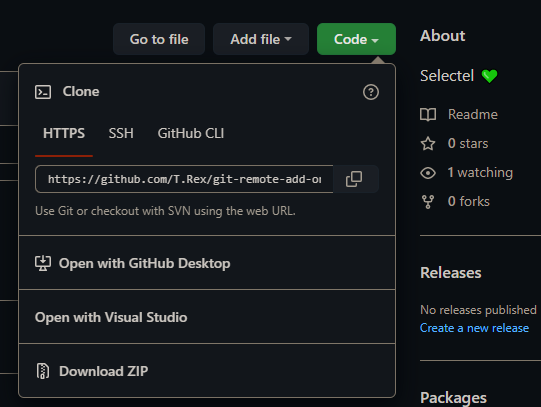 Go to file
Add file
Code
Clone
HTTPS
SSH
GitHub CLI
https://github.com/T.Rex/git-remote-add-o
Use Git or checkout with SVN using the web URL.
Open with GitHub Desktop
Open with Visual Studio
Download ZIP
About
Selectel
Readme
0 stars
1 watching
0 forks
Releases
No releases published
Create a new release
Packages